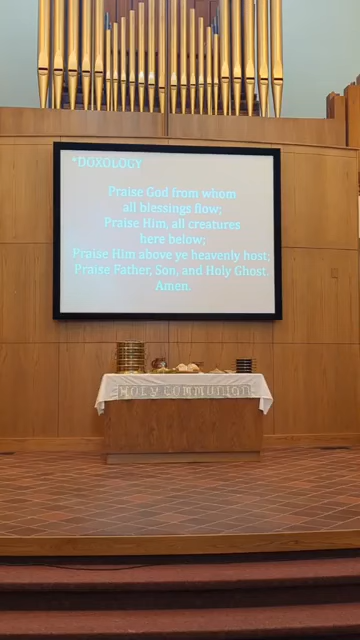 *DOXOLOGY
Praise God from whom
all blessings flow;
Praise Him, all creatures
here below;
Praise Him above ye heavenly host;
Praise Father, Son, and Holy Ghost
Amen.
HOLY COMMUNION